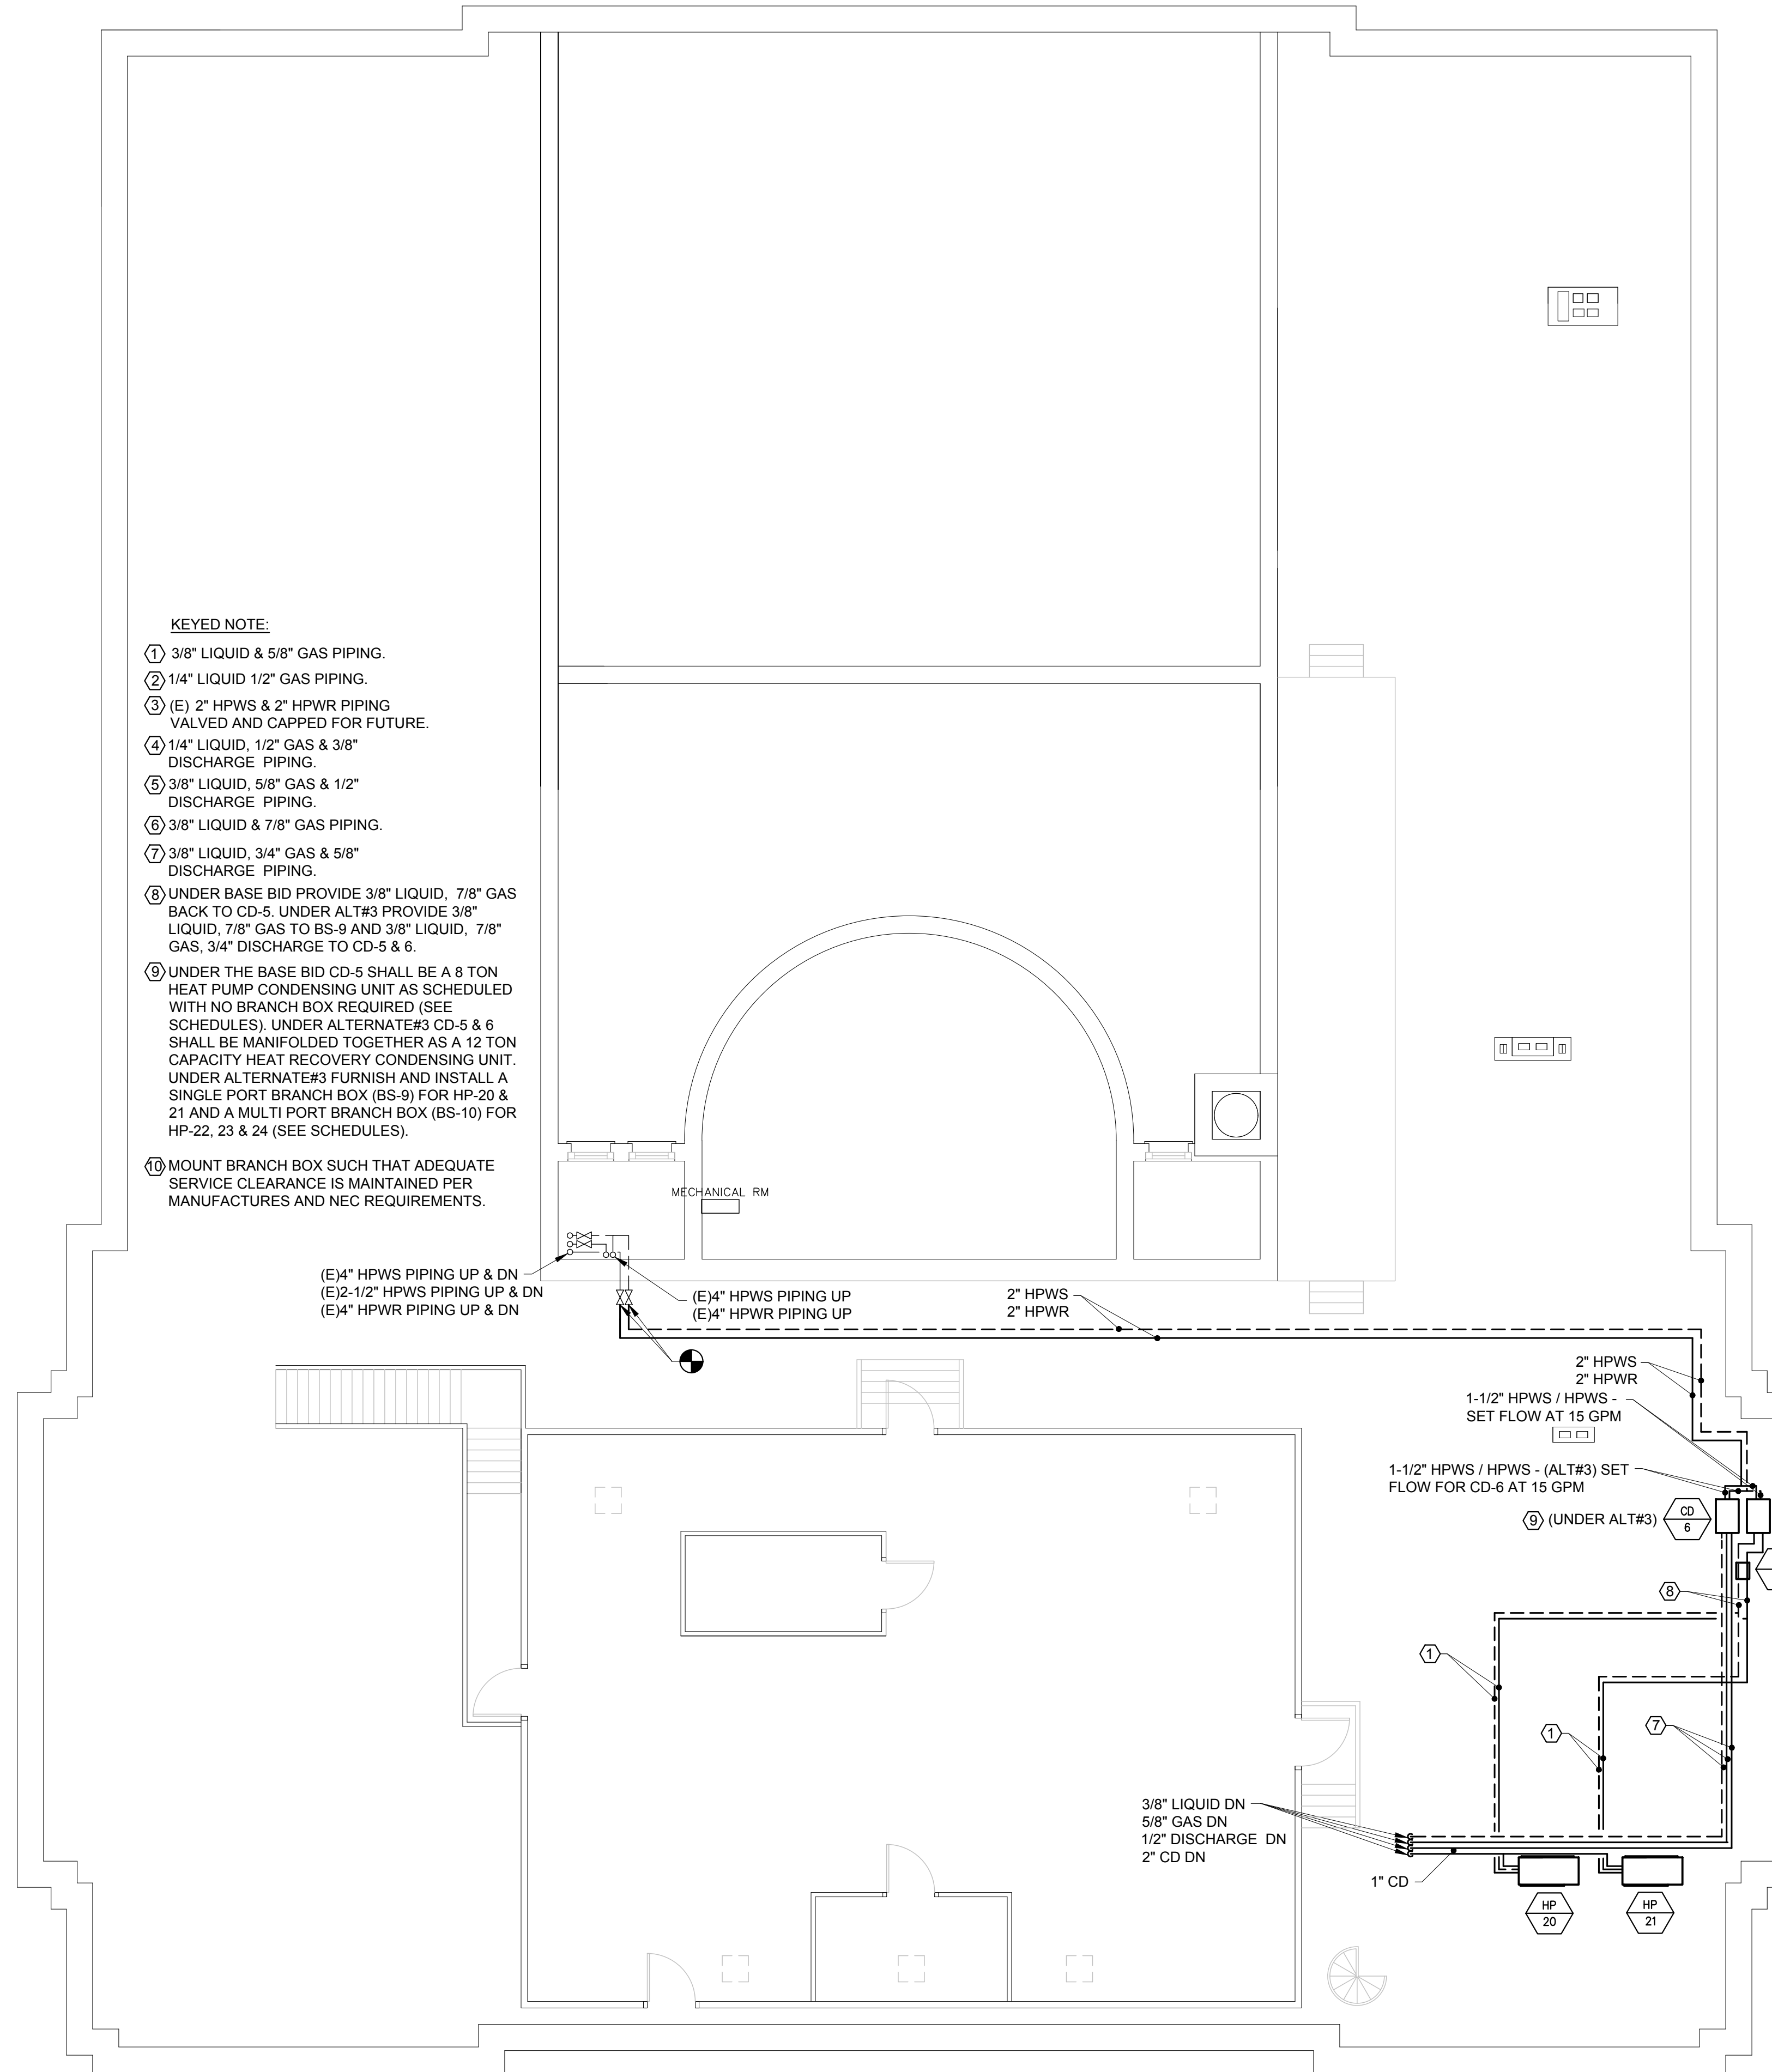 KEYED NOTE:
1 3/8" LIQUID & 5/8" GAS PIPING.
2 1/4" LIQUID 1/2" GAS PIPING.
3 (E) 2" HPWS & 2" HPWR PIPING
VALVED AND CAPPED FOR FUTURE.
4 1/4" LIQUID, 1/2" GAS & 3/8"
DISCHARGE PIPING.
5 3/8" LIQUID, 5/8" GAS & 1/2"
DISCHARGE PIPING.
6 3/8" LIQUID & 7/8" GAS PIPING.
7 3/8" LIQUID, 3/4" GAS & 5/8"
DISCHARGE PIPING.
8 UNDER BASE BID PROVIDE 3/8" LIQUID, 7/8" GAS
BACK TO CD-5. UNDER ALT#3 PROVIDE 3/8"
LIQUID, 7/8" GAS TO BS-9 AND 3/8" LIQUID, 7/8"
GAS, 3/4" DISCHARGE TO CD-5 & 6.
9 UNDER THE BASE BID CD-5 SHALL BE A 8 TON
HEAT PUMP CONDENSING UNIT AS SCHEDULED
WITH NO BRANCH BOX REQUIRED (SEE
SCHEDULES). UNDER ALTERNATE#3 CD-5 & 6
SHALL BE MANIFOLDED TOGETHER AS A 12 TON
CAPACITY HEAT RECOVERY CONDENSING UNIT.
UNDER ALTERNATE#3 FURNISH AND INSTALL A
SINGLE PORT BRANCH BOX (BS-9) FOR HP-20 &
21 AND A MULTI PORT BRANCH BOX (BS-10) FOR
HP-22, 23 & 24 (SEE SCHEDULES).
10 MOUNT BRANCH BOX SUCH THAT ADEQUATE
SERVICE CLEARANCE IS MAINTAINED PER
MANUFACTURES AND NEC REQUIREMENTS.
MECHANICAL RM
(E)4" HPWS PIPING UP & DN
(E)2-1/2" HPWS PIPING UP & DN
(E)4" HPWR PIPING UP & DN
(E)4" HPWS PIPING UP
(E)4" HPWR PIPING UP
2" HPWS
2" HPWR
2" HPWS
2" HPWR
1-1/2" HPWS / HPWS -
SET FLOW AT 15 GPM
1-1/2" HPWS / HPWS - (ALT#3) SET
FLOW FOR CD-6 AT 15 GPM
9 (UNDER ALT#3)
CD
6
8
1
1
7
3/8" LIQUID DN
5/8" GAS DN
1/2" DISCHARGE DN
2" CD DN
1" CD
HP
20
HP
21